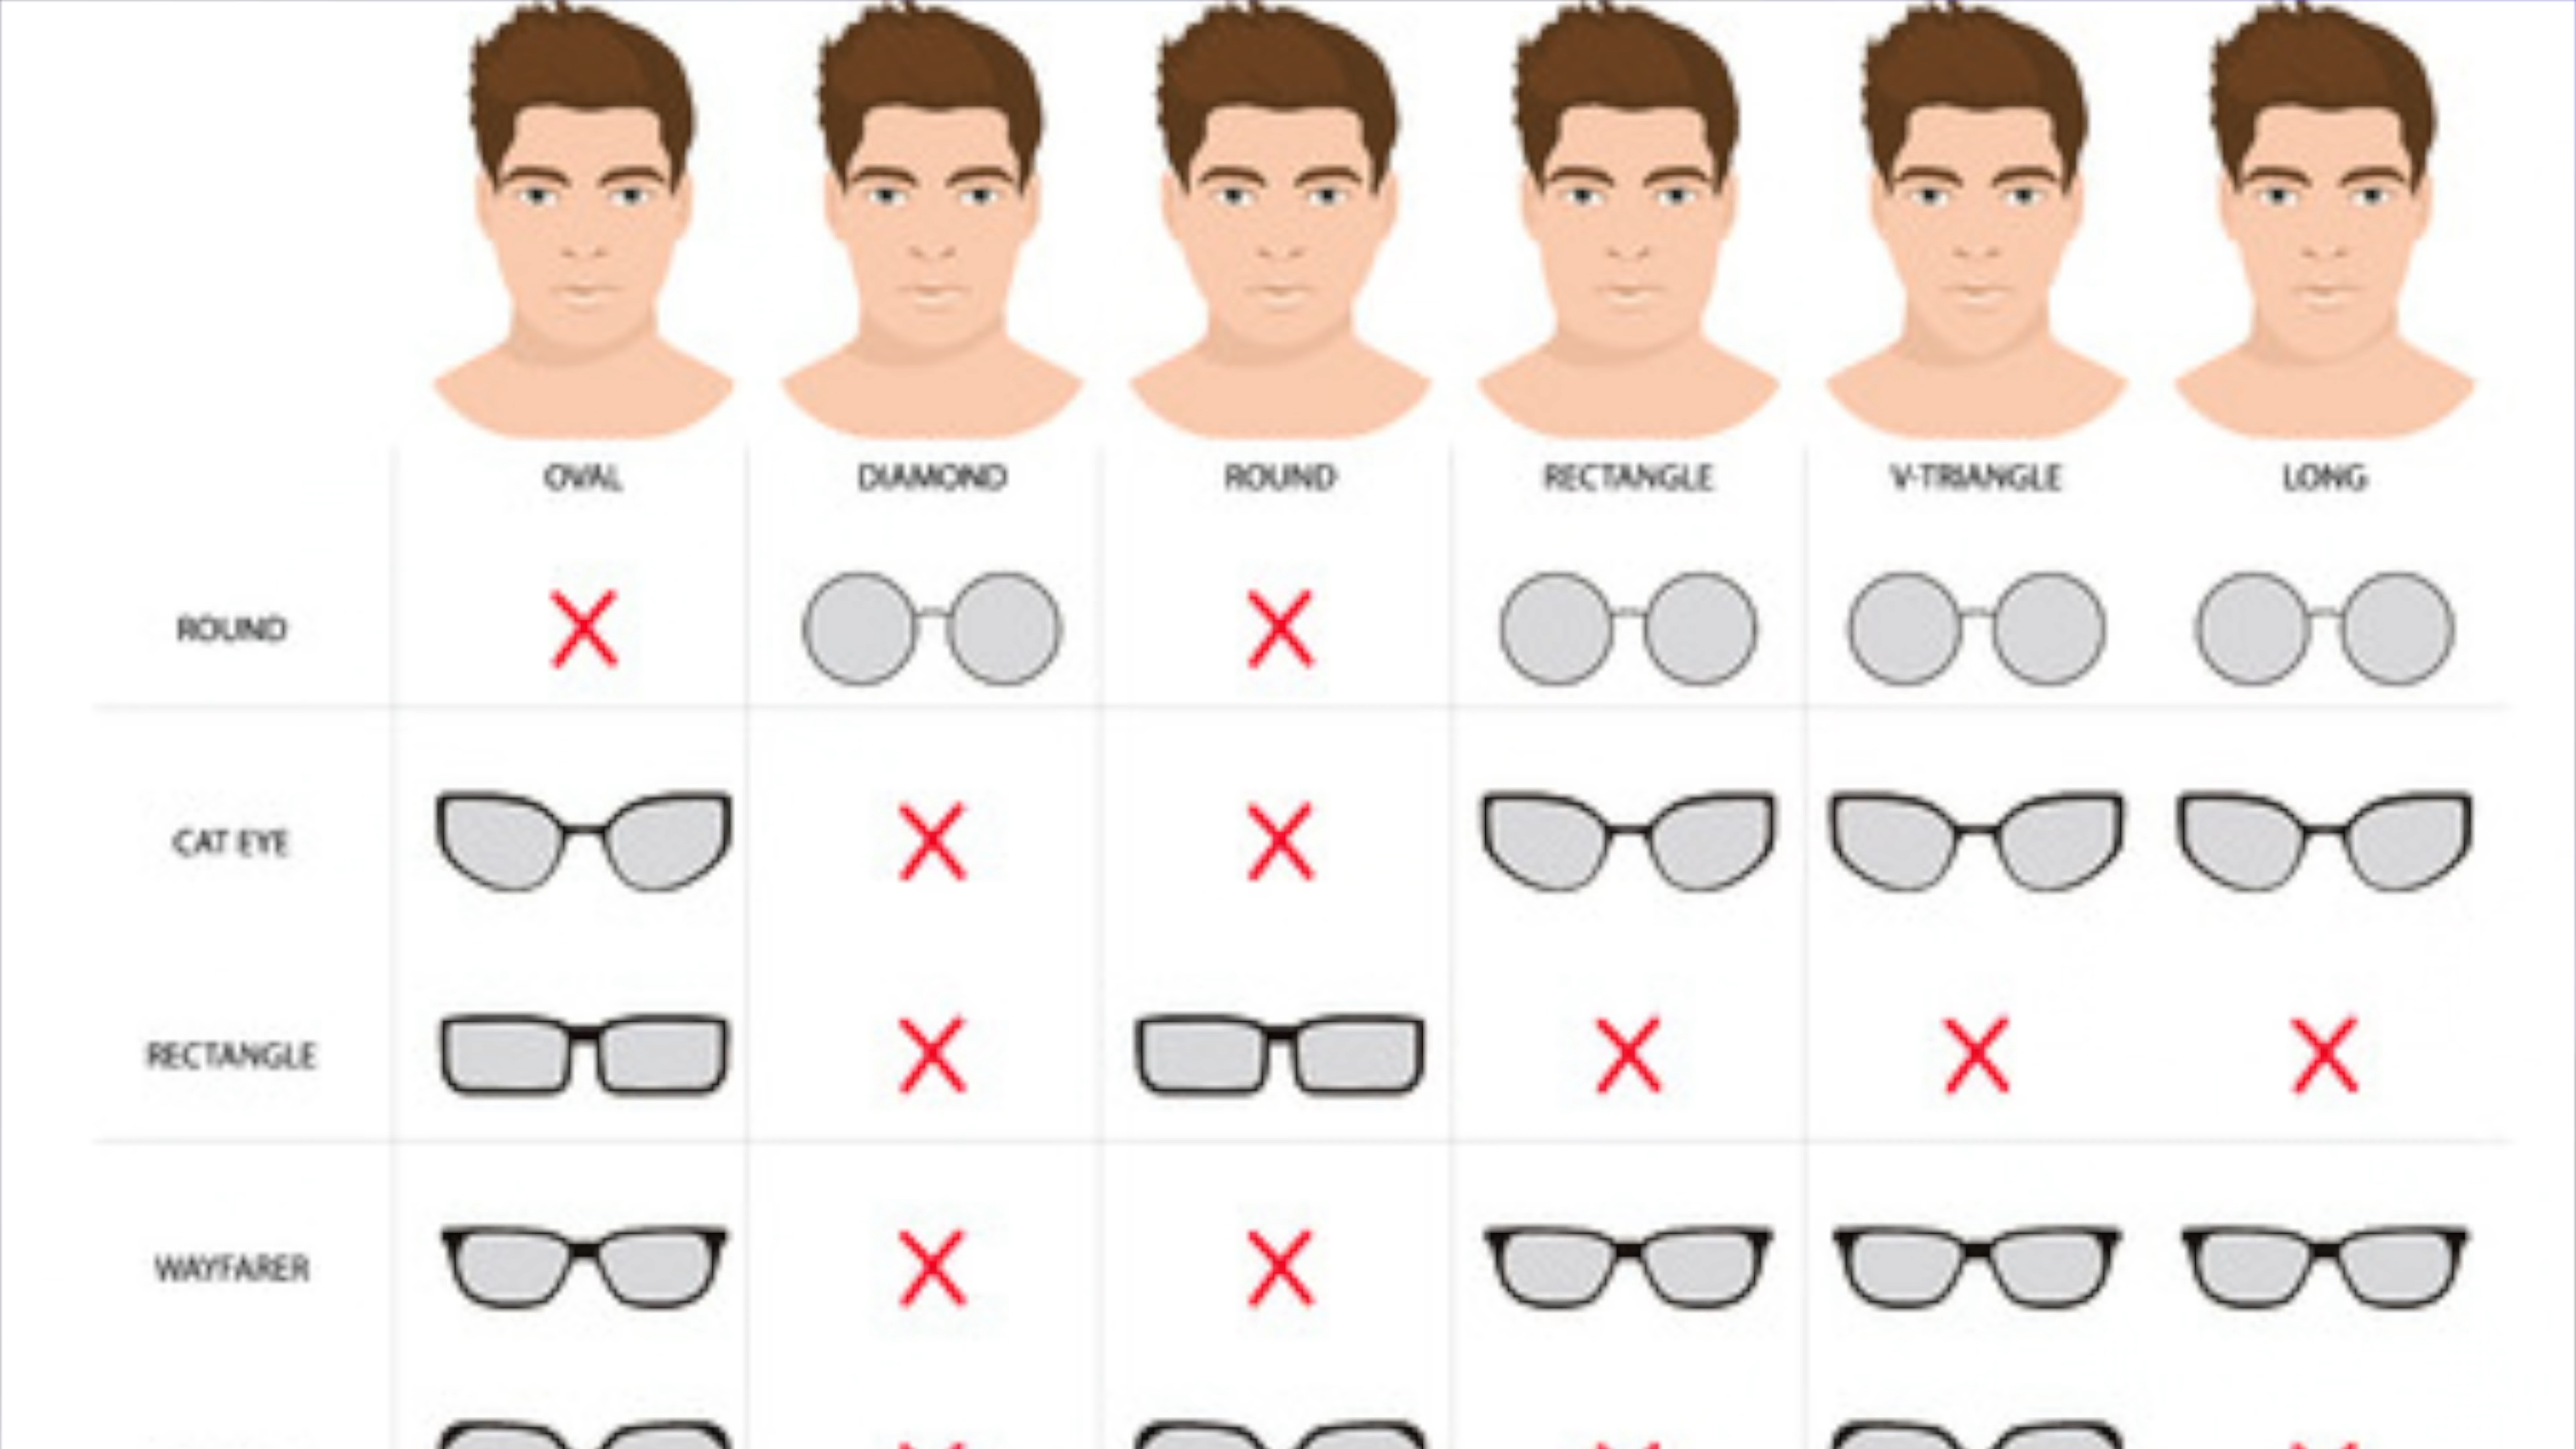 OVAL DIAMOND ROUND RECTANGLE V-TRIANGLE LONG
ROUND
CAT EYE
RECTANGLE
WAYFARER